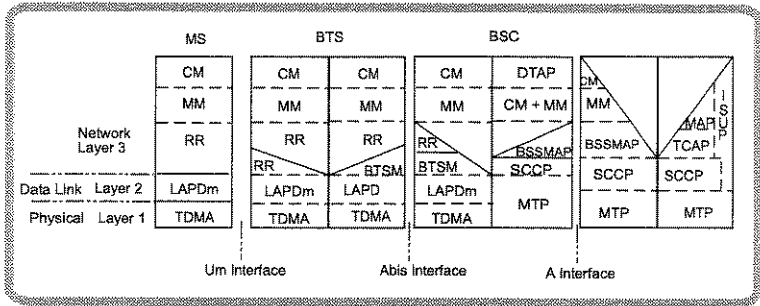 MS BTS BSC
CM CM CM CM DTAP CM
MM MM MM MM CM + MM MM
Network
Layer 3
RR RR RR RR BSSMAP BSSMAP MAP TCAP ISUP
RR BTSM BTSM SCCP
Data Link Layer 2 LAPDm LAPDm LAPD LAPDm SCCP SCCP
Physical Layer 1 TDMA TDMA TDMA TDMA MTP MTP MTP
Um Interface Abis Interface A Interface